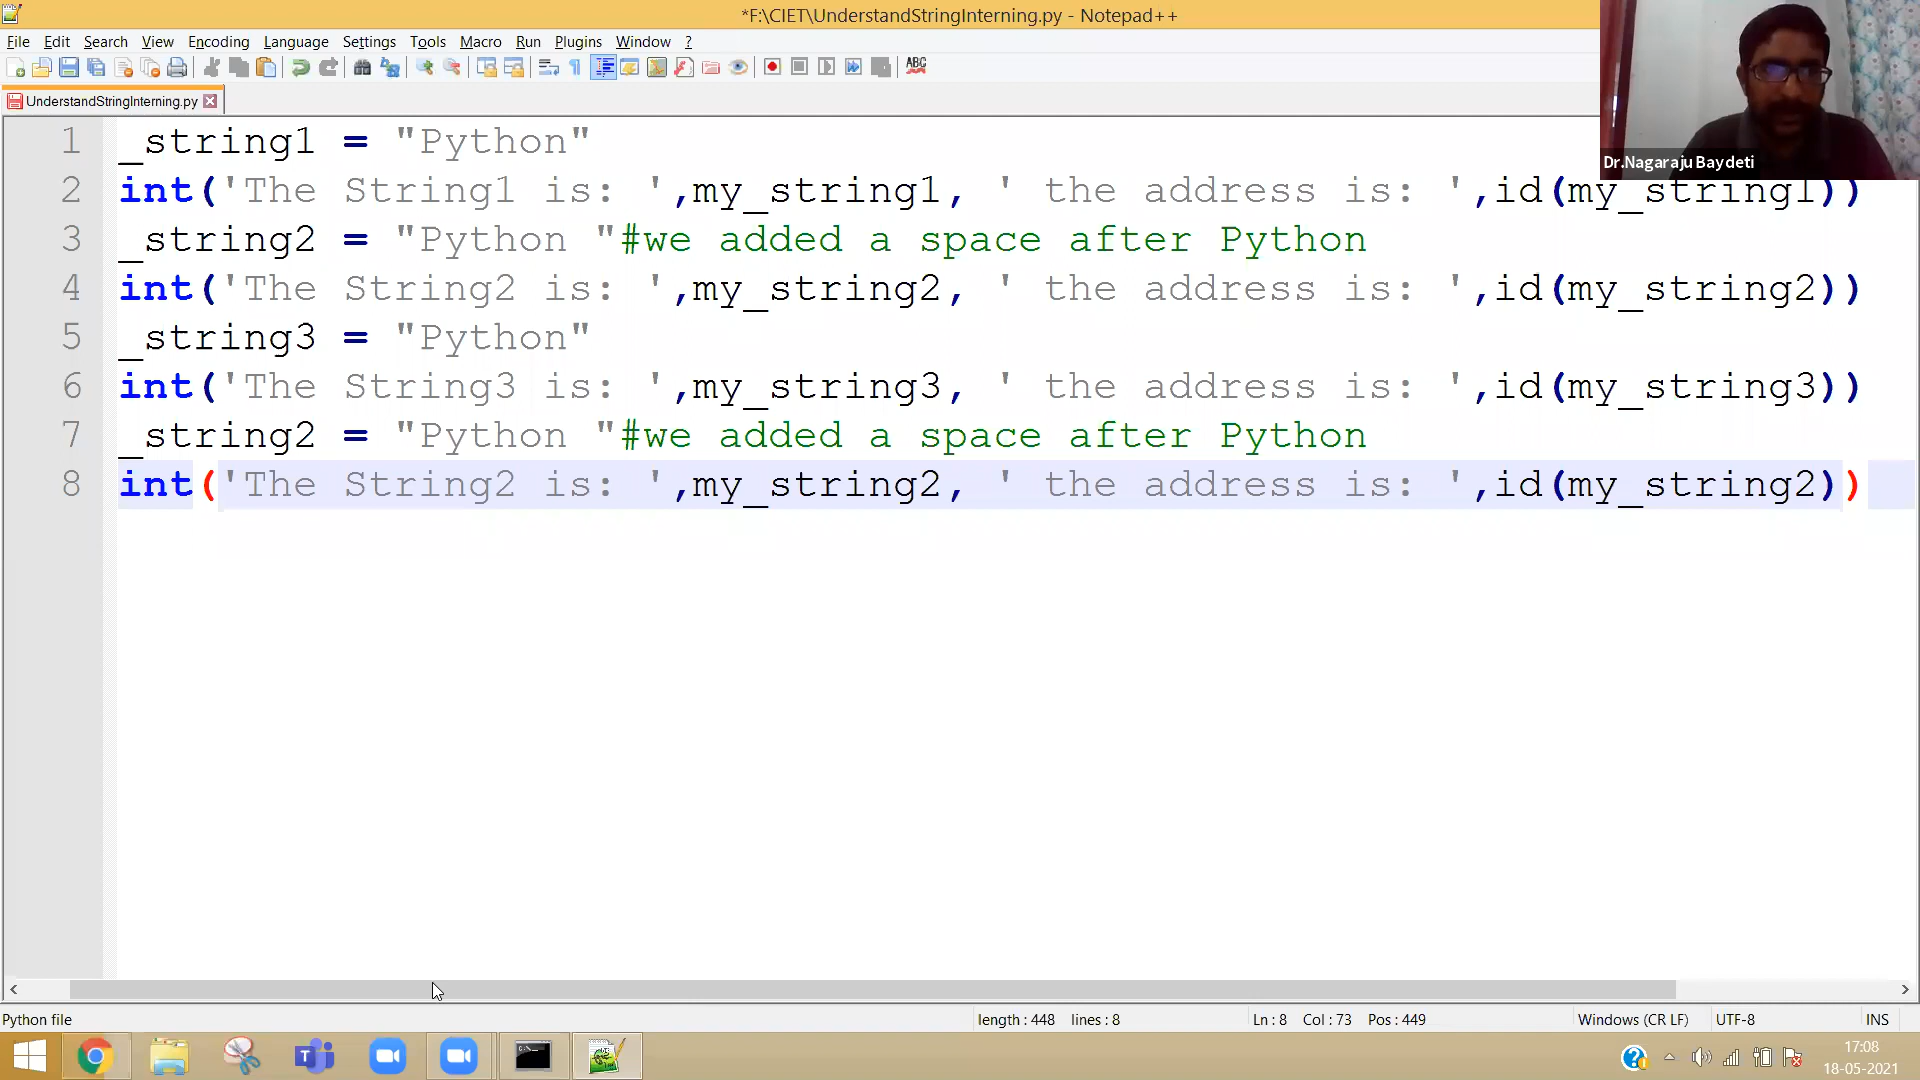 *F:\CIET\UnderstandStringInterning.py - Notepad++
File Edit Search View Encoding Language Settings Tools Macro Run Plugins Window ?
ABC
UnderstandStringInterning.py
Dr.Nagaraju Baydeti
1 _string1 = "Python"
2 int('The String1 is: ',my_string1, ' the address is: ',id(my_string1))
3 _string2 = "Python "#we added a space after Python
4 int('The String2 is: ',my_string2, ' the address is: ',id(my_string2))
5 _string3 = "Python"
6 int('The String3 is: ',my_string3, ' the address is: ',id(my_string3))
7 _string2 = "Python "#we added a space after Python
8 int('The String2 is: ',my_string2, ' the address is: ',id(my_string2))
Python file length : 448 lines : 8 Ln : 8 Col : 73 Pos : 449 Windows (CR LF) UTF-8 INS
17:08
18-05-2021